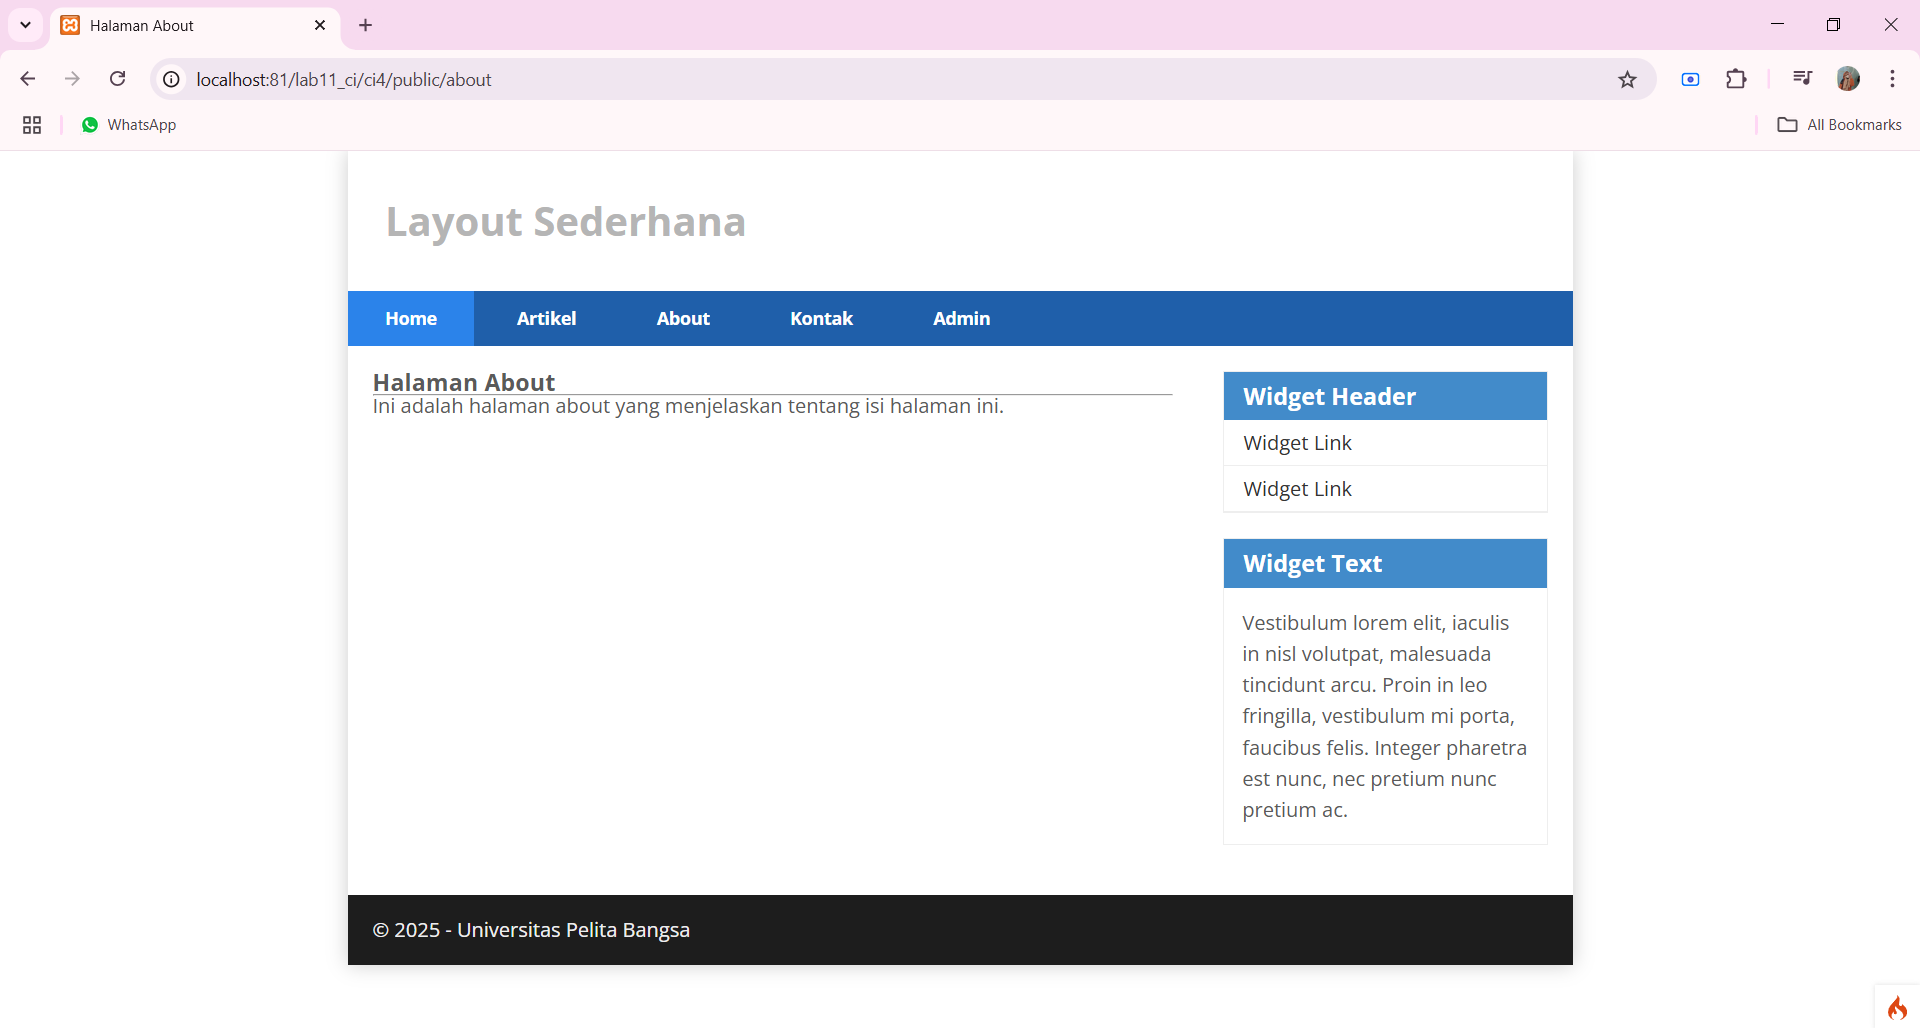 Halaman About
localhost:81/lab11_ci/ci4/public/about
WhatsApp
All Bookmarks
Layout Sederhana
Home Artikel About Kontak Admin
Halaman About
Ini adalah halaman about yang menjelaskan tentang isi halaman ini.
Widget Header
Widget Link
Widget Link
Widget Text
Vestibulum lorem elit, iaculis
in nisl volutpat, malesuada
tincidunt arcu. Proin in leo
fringilla, vestibulum mi porta,
faucibus felis. Integer pharetra
est nunc, nec pretium nunc
pretium ac.
© 2025 - Universitas Pelita Bangsa